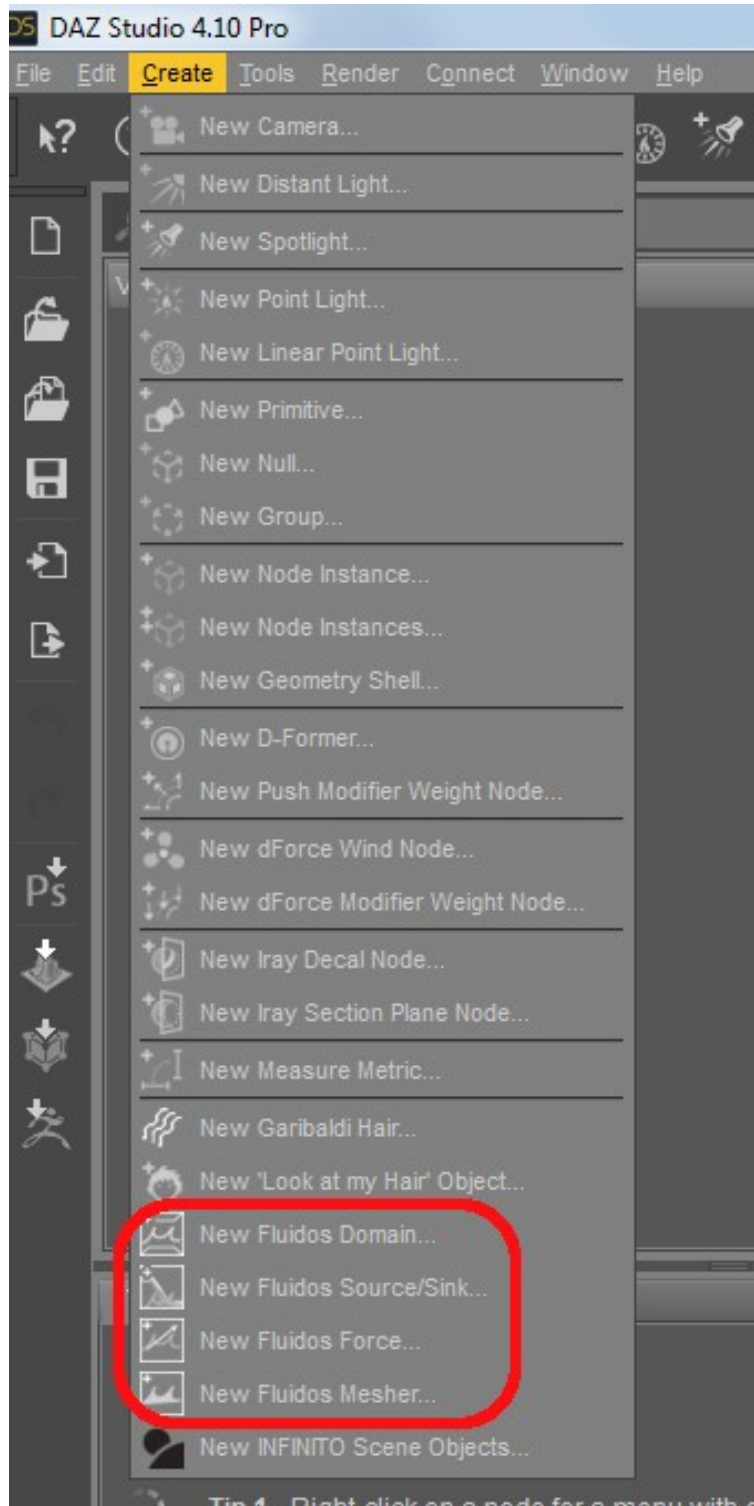 DS DAZ Studio 4.10 Pro
File Edit Create Tools Render Connect Window Help
New Camera...
New Distant Light...
New Spotlight...
New Point Light...
New Linear Point Light...
New Primitive...
New Null...
New Group...
New Node Instance...
New Node Instances...
New Geometry Shell...
New D-Former...
New Push Modifier Weight Node...
New dForce Wind Node...
New dForce Modifier Weight Node...
Ps
New Iray Decal Node...
New Iray Section Plane Node...
New Measure Metric...
New Garibaldi Hair...
New 'Look at my Hair' Object...
New Fluidos Domain...
New Fluidos Source/Sink...
New Fluidos Force...
New Fluidos Mesher...
New INFINITO Scene Objects...
Tip 1 Right-click on a node for a menu with